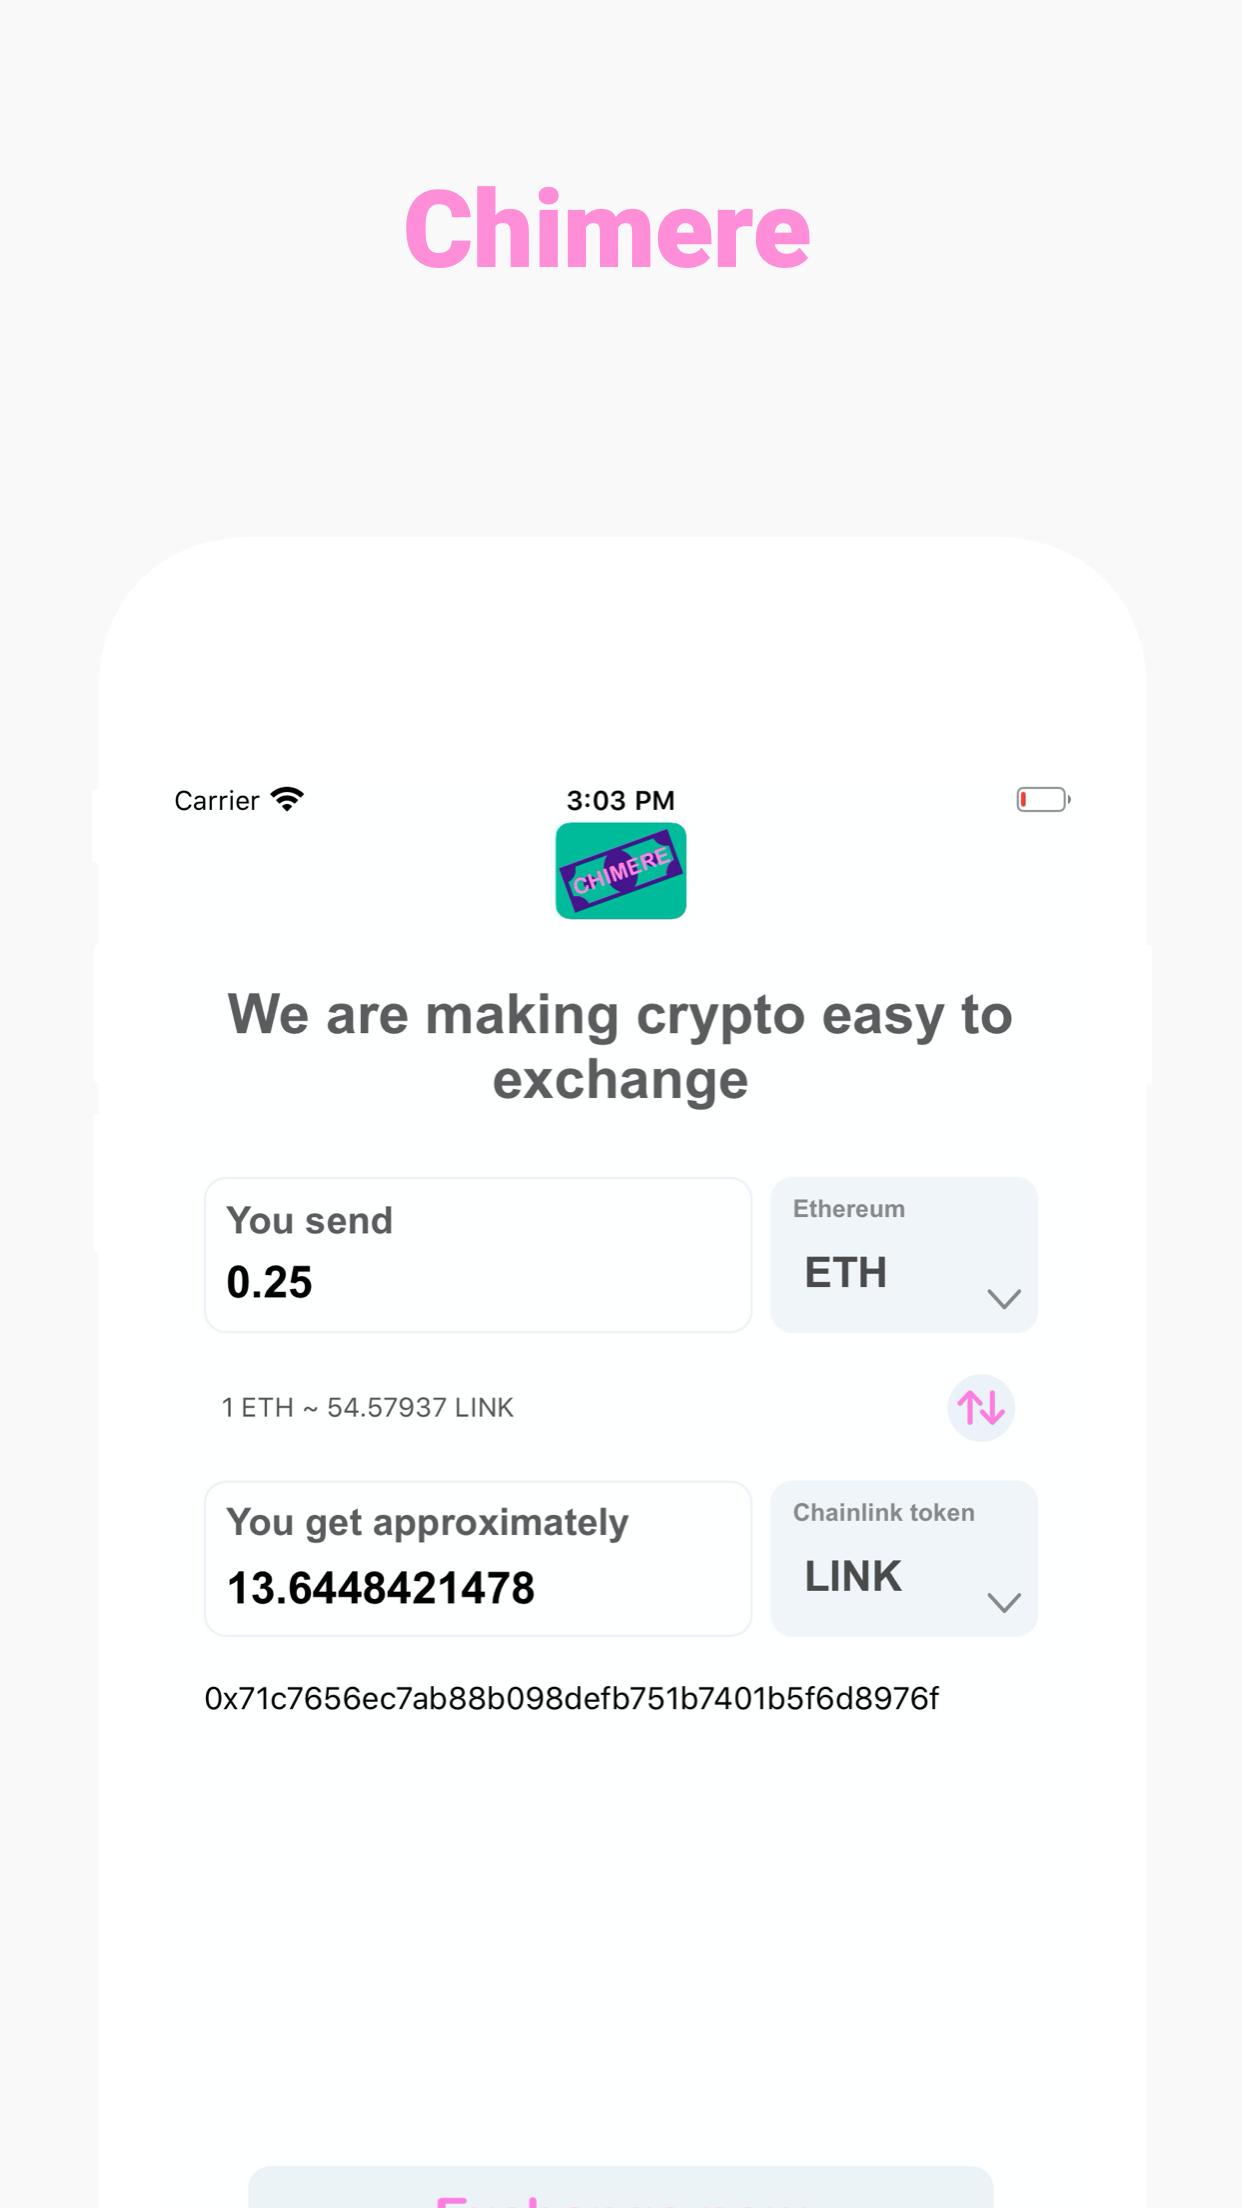 Chimere
Carrier
3:03 PM
CHIMERE
We are making crypto easy to
exchange
You send
0.25
Ethereum
ETH
1 ETH ~ 54.57937 LINK
You get approximately
13.6448421478
Chainlink token
LINK
0x71c7656ec7ab88b098defb751b7401b5f6d8976f